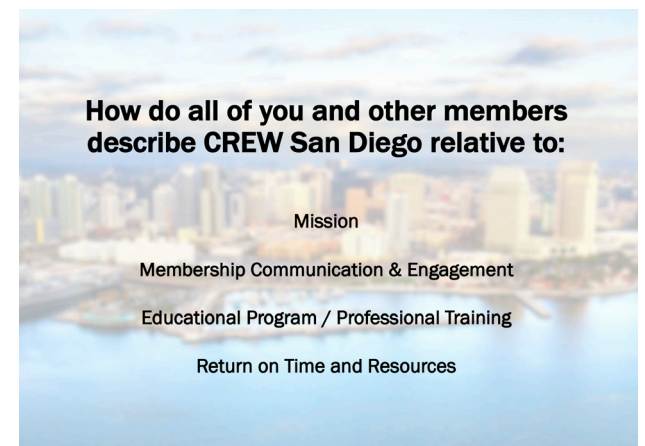 How do all of you and other members
describe CREW San Diego relative to:
Mission
Membership Communication & Engagement
Educational Program / Professional Training
Return on Time and Resources